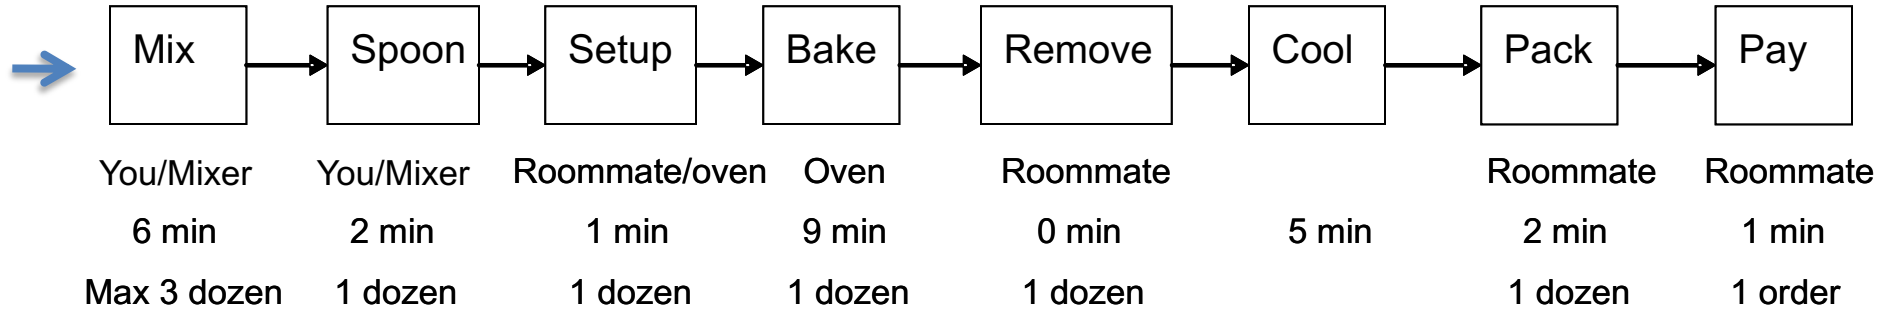 Mix Spoon Setup Bake Remove Cool Pack Pay
You/Mixer You/Mixer Roommate/oven Oven Roommate Roommate Roommate
6 min 2 min 1 min 9 min 0 min 5 min 2 min 1 min
Max 3 dozen 1 dozen 1 dozen 1 dozen 1 dozen 1 dozen 1 order